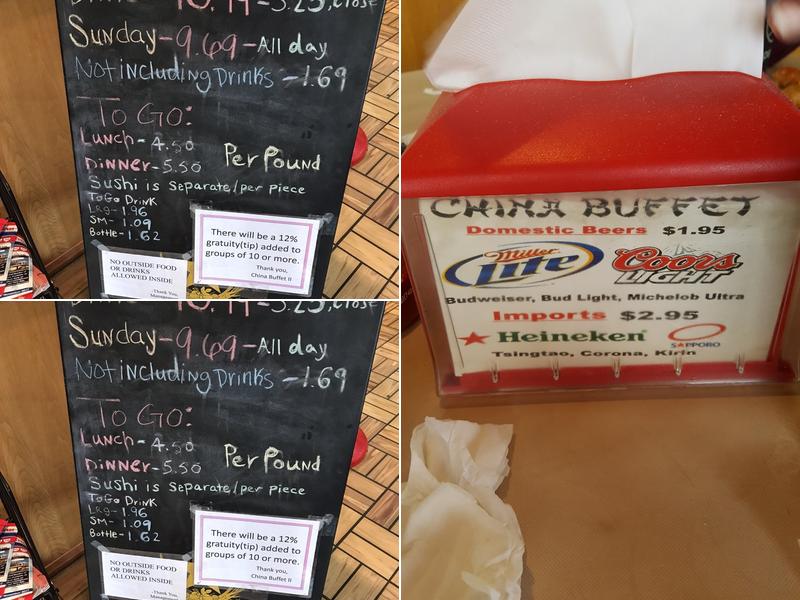 Sunday-9.69-All day
Not including Drinks -1.69
To Go:
Lunch-4.50
Dinner-5.50
Per Pound
Sushi is Separate/per piece
ToGo Drink
LRG-1.96
SM-1.09
Bottle-1.62
There will be a 12%
gratuity(tip) added to
groups of 10 or more.
Thank you,
China Buffet II
NO OUTSIDE FOOD
OR DRINKS
ALLOWED INSIDE
Thank You,
CHINA BUFFET
Domestic Beers $1.95
Miller
Lite
Coors
LIGHT
Budweiser, Bud Light, Michelob Ultra
Imports $2.95
Heineken
SAPPORO
Tsingtao, Corona, Kirin
Sunday-9.69-All day
Not including Drinks -1.69
To Go:
Lunch-4.50
Dinner-5.50
Per Pound
Sushi is Separate/per piece
ToGo Drink
LRG-1.96
SM-1.09
Bottle-1.62
There will be a 12%
gratuity(tip) added to
groups of 10 or more.
Thank you,
China Buffet II
NO OUTSIDE FOOD
OR DRINKS
ALLOWED INSIDE
Thank You,